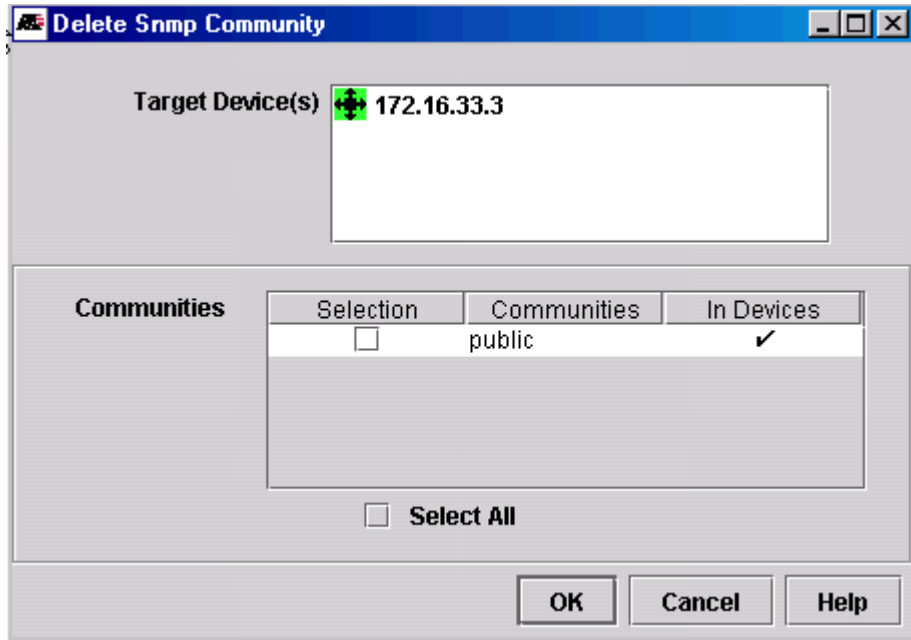 Delete Snmp Community
Target Device(s) 172.16.33.3
Communities
Selection Communities In Devices
public ✔
Select All
OK Cancel Help